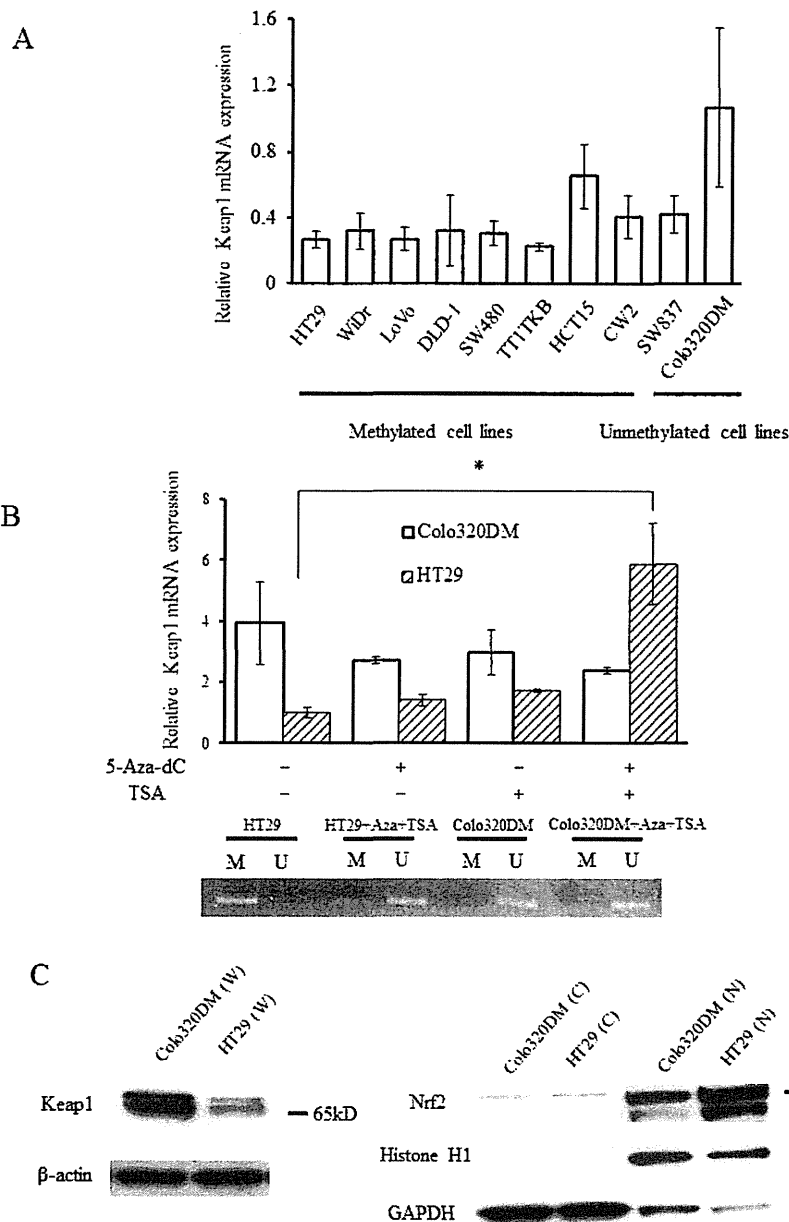 A
Relative Keap1 mRNA expression
1.6
1.2
0.8
0.4
0
HT29
WiDr
LoVo
DLD-1
SW480
TT1TKB
HCT15
CW2
SW837
Colo320DM
Methylated cell lines
Unmethylated cell lines
B
*
Relative Keap1 mRNA expression
8
6
4
2
0
Colo320DM
HT29
5-Aza-dC - + - +
TSA - - + +
HT29 HT29+Aza+TSA Colo320DM Colo320DM+Aza+TSA
M U M U M U M U
C
Colo320DM (W)
HT29 (W)
Keap1
65kD
β-actin
Colo320DM (C)
HT29 (C)
Colo320DM (N)
HT29 (N)
Nrf2
Histone H1
GAPDH